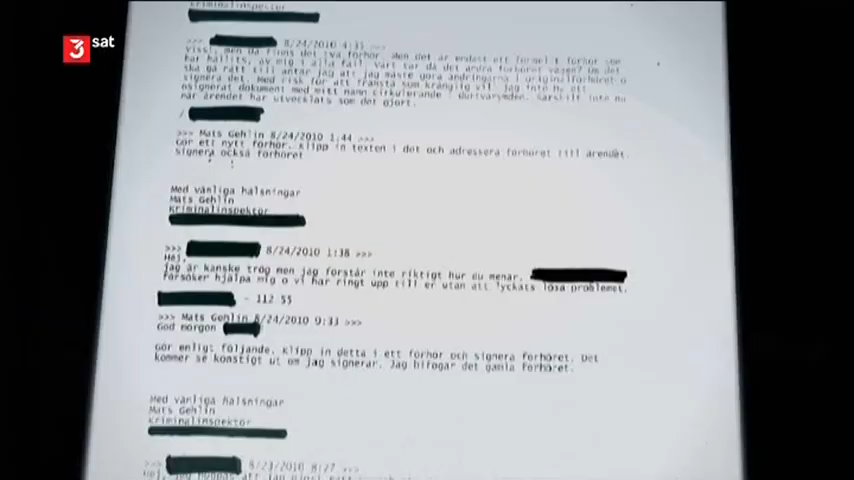 3sat
kriminalinspektor
8/24/2010 4:31 >>>
visst, men då finns det två förhör. Men det är endast ett formellt förhör som
har hållits, av mig i alla fall. Vart tar då det andra förhöret vägen? Om det
ska gå rätt till antar jag att jag måste göra ändringarna i originalförhöret o
signera det. Med risk för att framstå som krånglig vill jag inte ha ett
osignerat dokument med mitt namn cirkulerande i durtvårymden. Särskilt inte nu
när ärendet har utvecklats som det gjort.
/
>>> Mats Gehlin 8/24/2010 1:44 >>>
Gör ett nytt förhör. Klipp in texten i det och adressera förhöret till ärendet.
Signera också förhöret
Med vänliga hälsningar
Mats Gehlin
Kriminalinspektör
>>> 8/24/2010 1:38 >>>
Hej,
jag är kanske trög men jag förstår inte riktigt hur du menar.
försöker hjälpa mig o vi har ringt upp till er utan att lyckats lösa problemet.
- 112 55
>>> Mats Gehlin 8/24/2010 9:33 >>>
God morgon
Gör enligt följande. Klipp in detta i ett förhör och signera förhöret. Det
kommer se konstigt ut om jag signerar. Jag bifogar det gamla förhöret.
Med vänliga hälsningar
Mats Gehlin
Kriminalinspektör
>>> 8/23/2010 8:27 >>>
Hej,